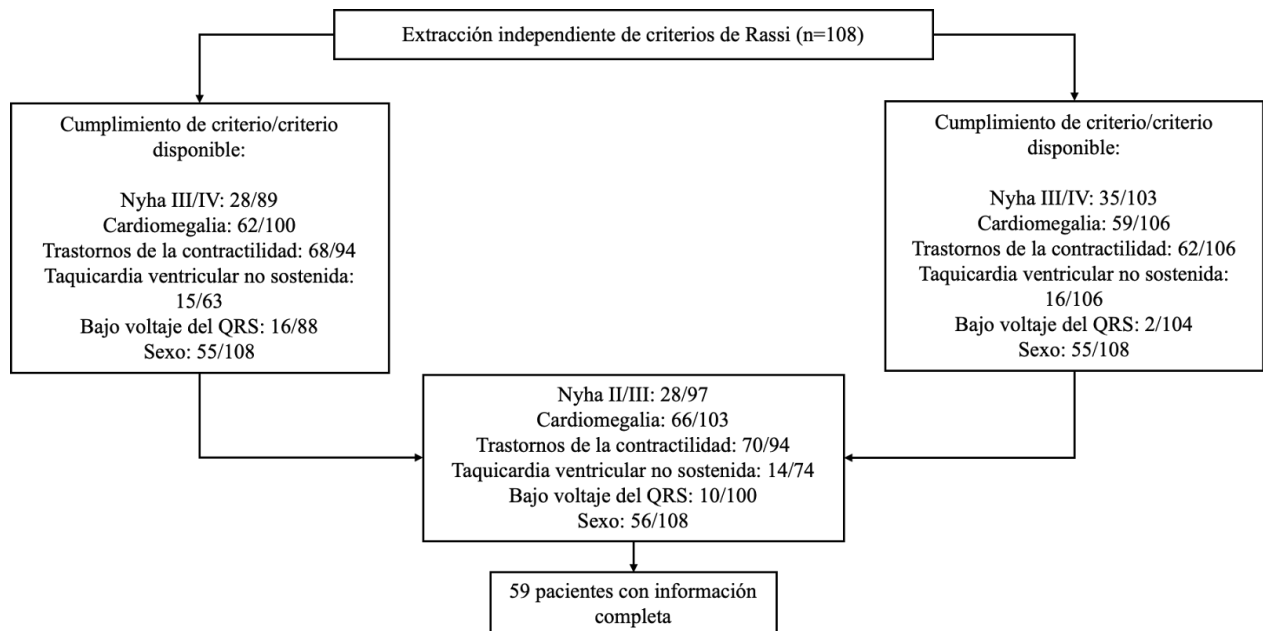 Extracción independiente de criterios de Rassi (n=108)
Cumplimiento de criterio/criterio
disponible:
Nyha III/IV: 28/89
Cardiomegalia: 62/100
Trastornos de la contractilidad: 68/94
Taquicardia ventricular no sostenida:
15/63
Bajo voltaje del QRS: 16/88
Sexo: 55/108
Cumplimiento de criterio/criterio
disponible:
Nyha III/IV: 35/103
Cardiomegalia: 59/106
Trastornos de la contractilidad: 62/106
Taquicardia ventricular no sostenida:
16/106
Bajo voltaje del QRS: 2/104
Sexo: 55/108
Nyha II/III: 28/97
Cardiomegalia: 66/103
Trastornos de la contractilidad: 70/94
Taquicardia ventricular no sostenida: 14/74
Bajo voltaje del QRS: 10/100
Sexo: 56/108
59 pacientes con información
completa